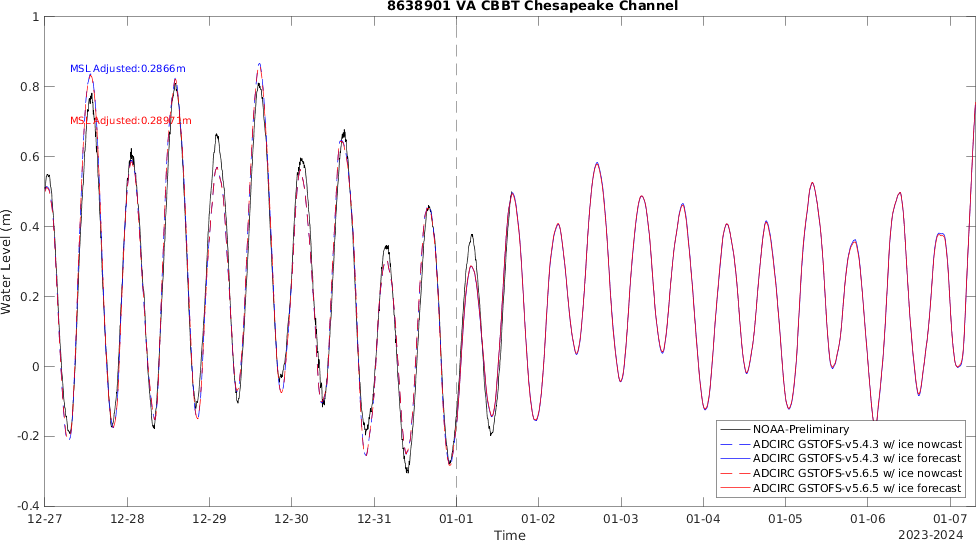 8638901 VA CBBT Chesapeake Channel
1
MSL Adjusted:0.2866m
0.8
MSL Adjusted:0.28971m
0.6
0.4
Water Level (m)
0.2
0
-0.2
NOAA-Preliminary
ADCIRC GSTOFS-v5.4.3 w/ ice nowcast
ADCIRC GSTOFS-v5.4.3 w/ ice forecast
ADCIRC GSTOFS-v5.6.5 w/ ice nowcast
ADCIRC GSTOFS-v5.6.5 w/ ice forecast
-0.4
12-27 12-28 12-29 12-30 12-31 01-01 01-02 01-03 01-04 01-05 01-06 01-07
Time
2023-2024